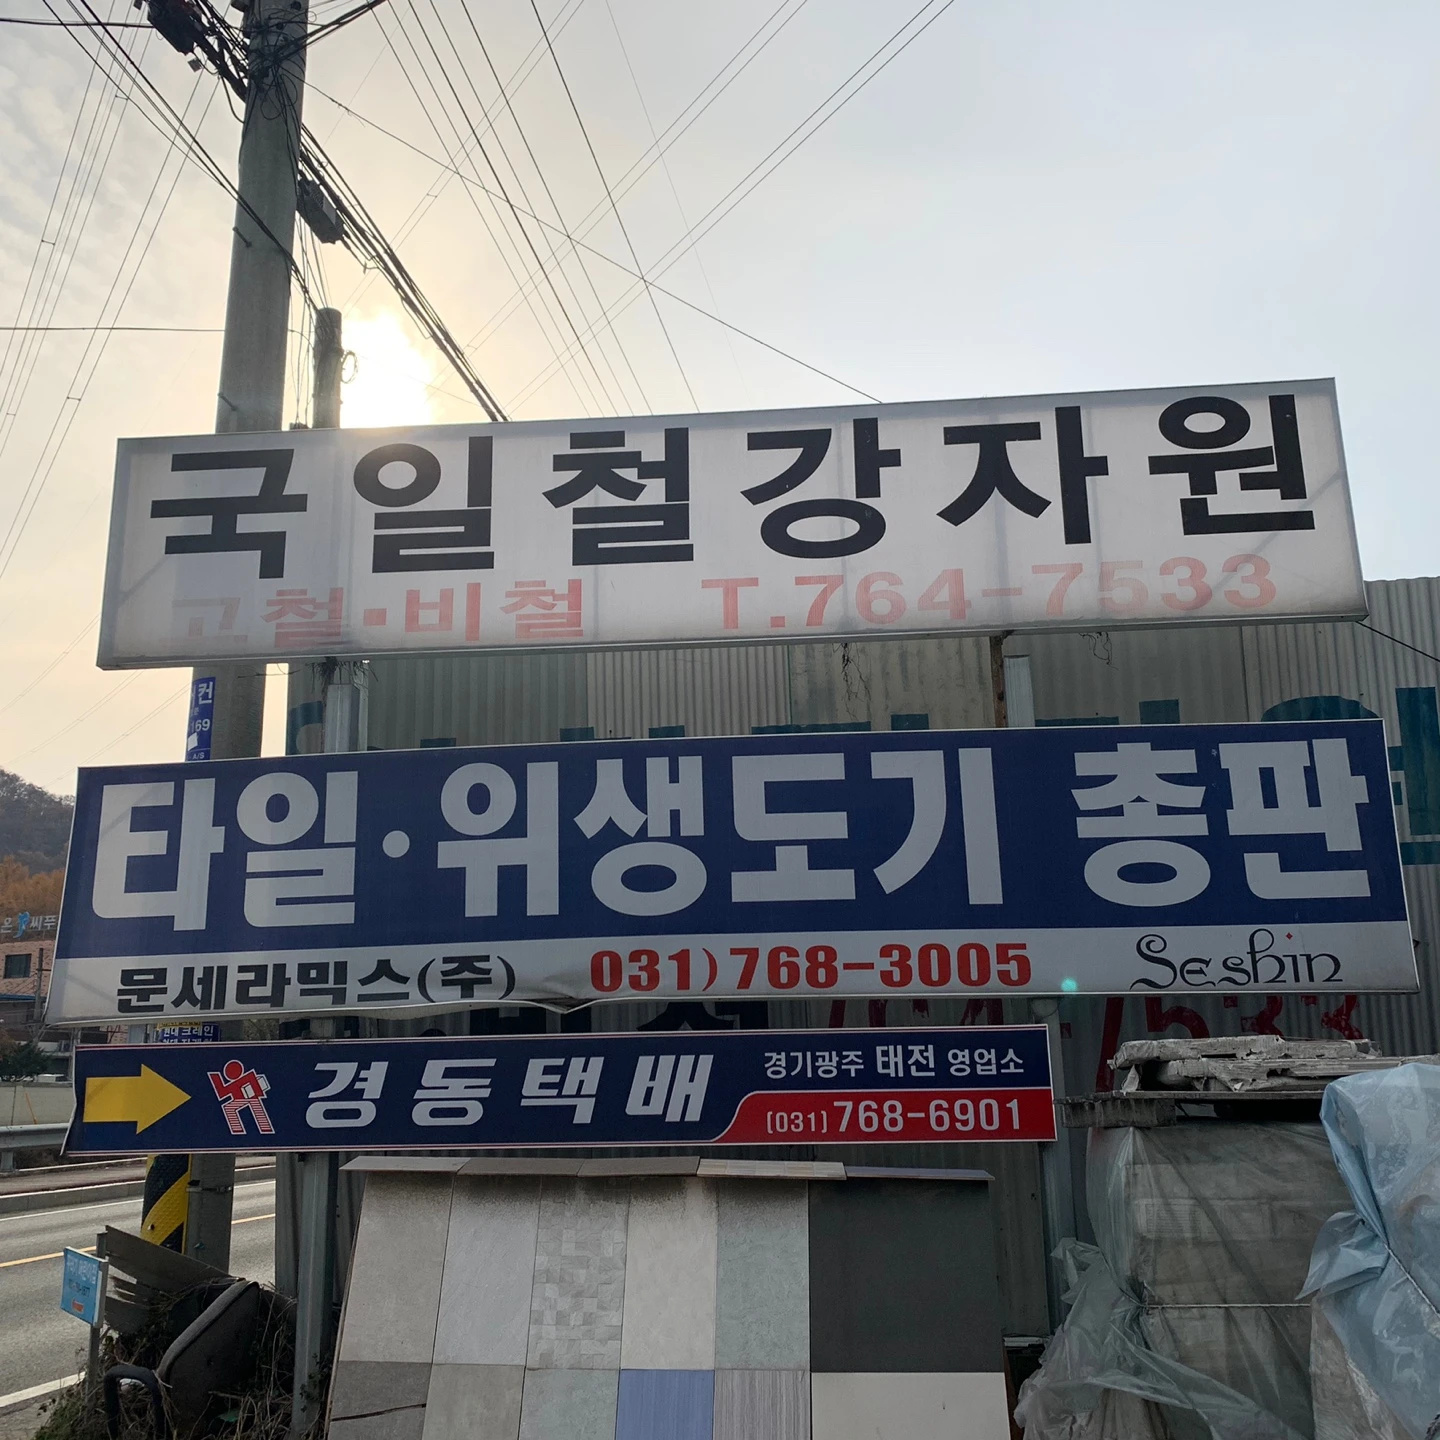 국일철강자원
고철·비철 T.764-7533
타일·위생도기 총판
문세라믹스(주) 031)768-3005 Seshin
경동택배 경기광주 태전 영업소
(031)768-6901